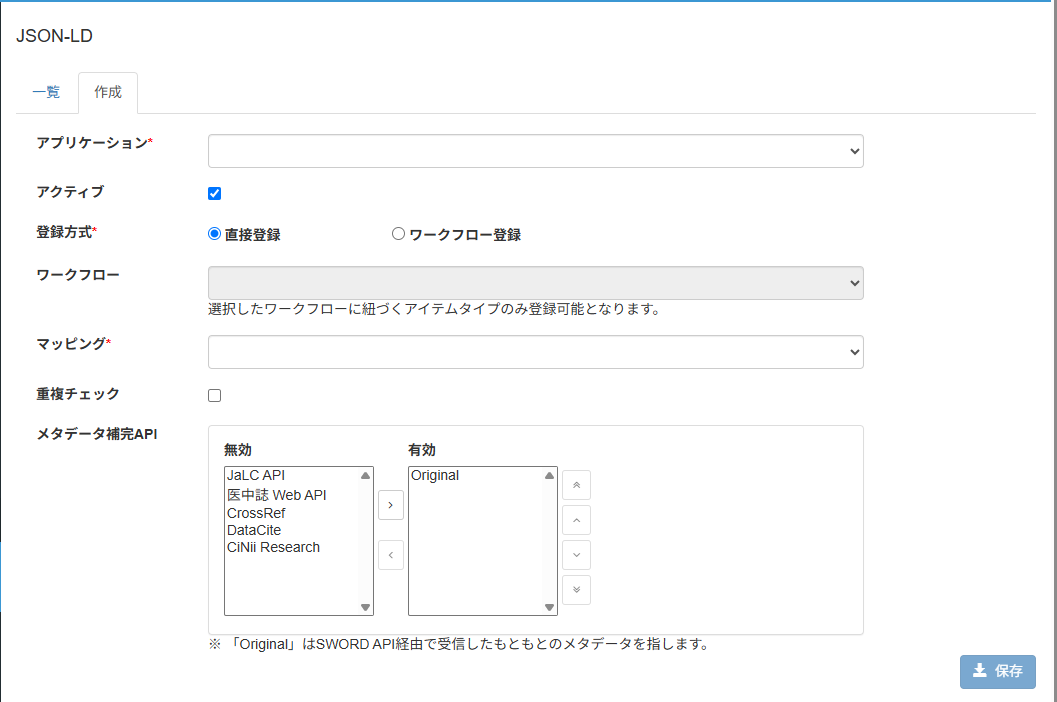 JSON-LD
一覧
作成
アプリケーション*
アクティブ
登録方式*
直接登録
ワークフロー登録
ワークフロー
選択したワークフローに紐づくアイテムタイプのみ登録可能となります。
マッピング*
重複チェック
メタデータ補完API
無効
有効
JaLC API
医中誌 Web API
CrossRef
DataCite
CiNii Research
Original
※ 「Original」はSWORD API経由で受信したもともとのメタデータを指します。
保存